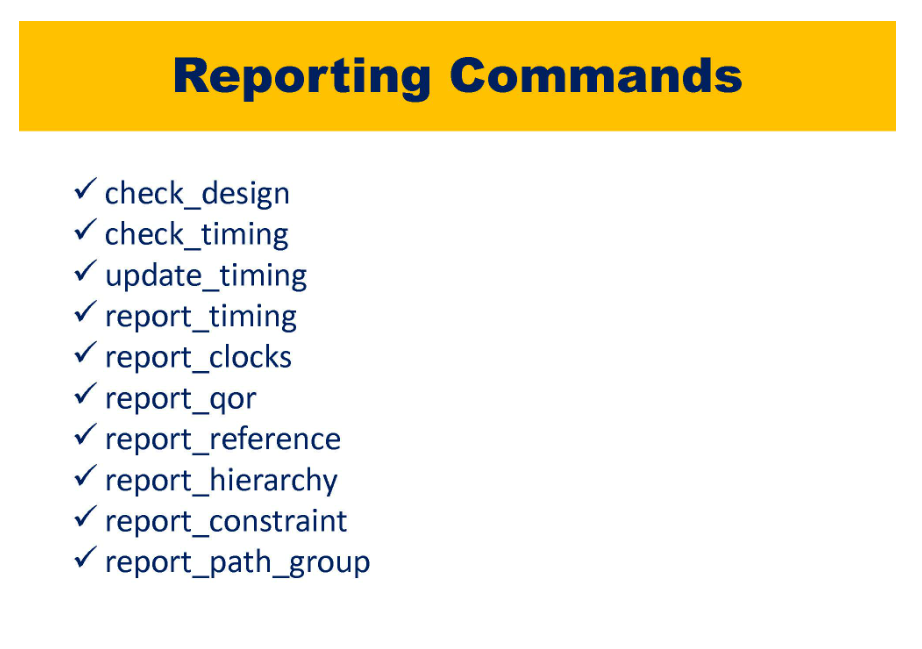 Reporting Commands
✓ check_design
✓ check_timing
✓ update_timing
✓ report_timing
✓ report_clocks
✓ report_qor
✓ report_reference
✓ report_hierarchy
✓ report_constraint
✓ report_path_group